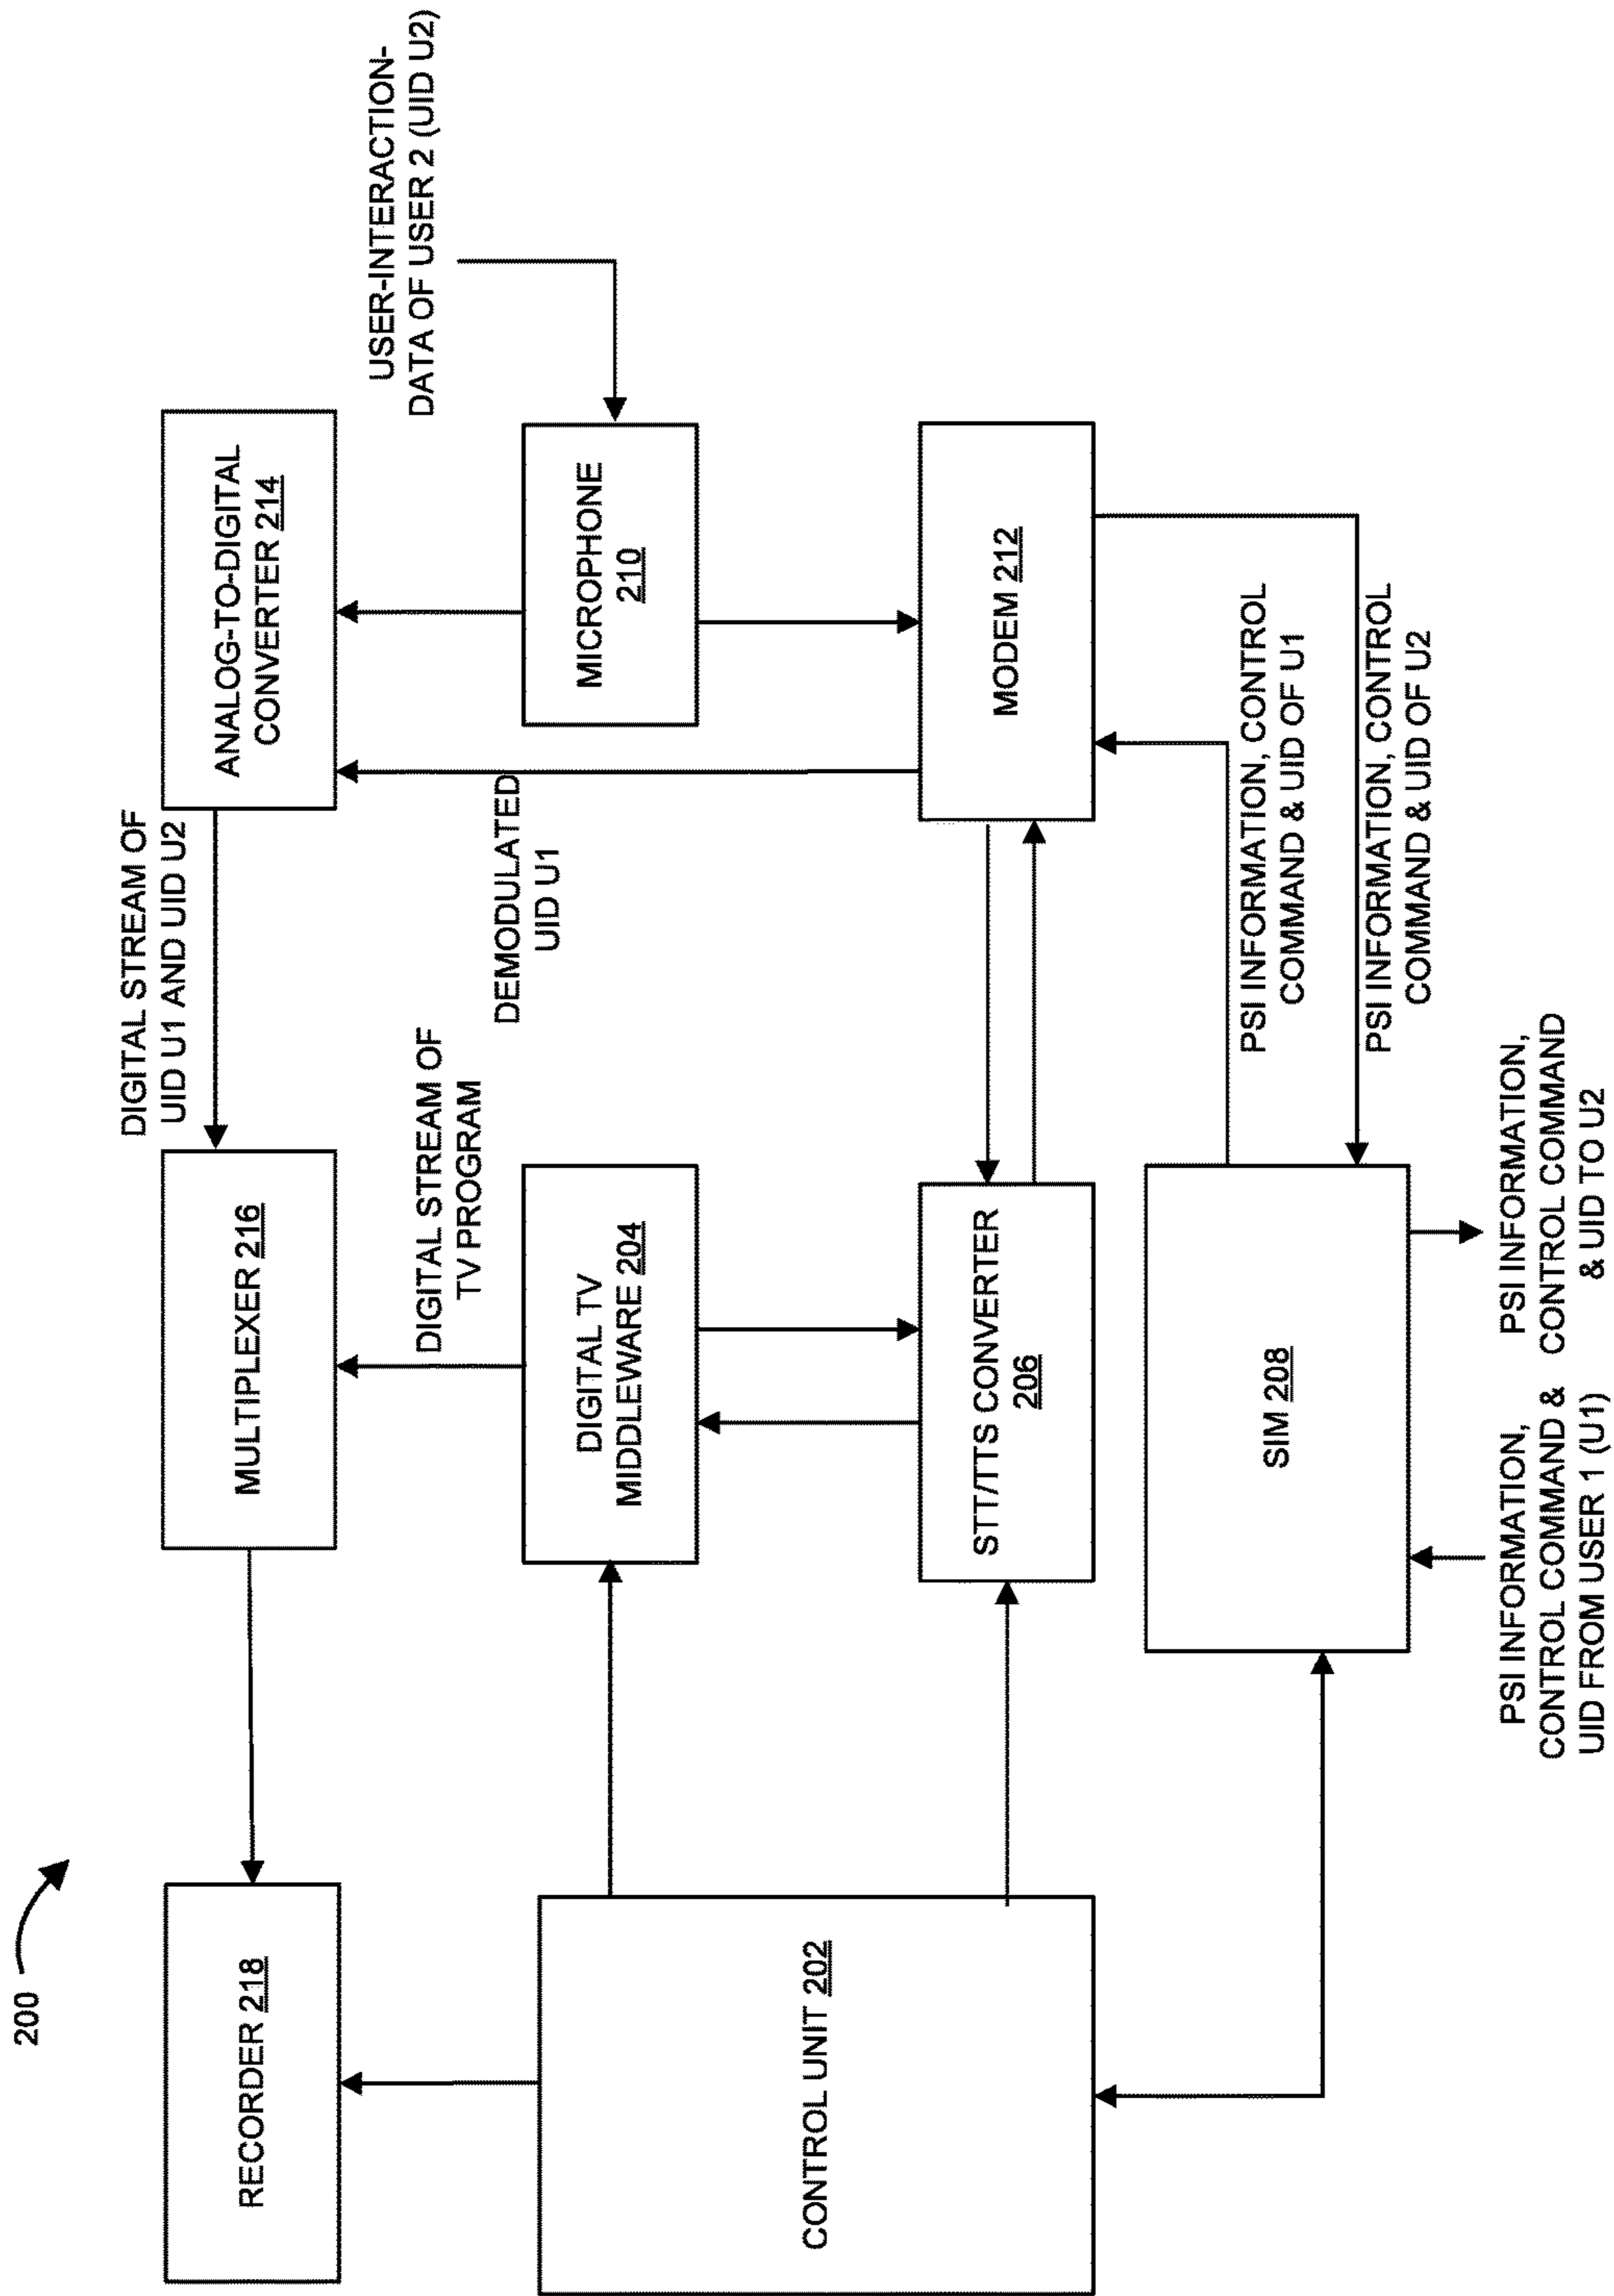 200
RECORDER 218
MULTIPLEXER 216
DIGITAL STREAM OF
UID U1 AND UID U2
ANALOG-TO-DIGITAL
CONVERTER 214
DIGITAL STREAM OF
TV PROGRAM
DEMODULATED
UID U1
USER-INTERACTION-
DATA OF USER 2 (UID U2)
CONTROL UNIT 202
DIGITAL TV
MIDDLEWARE 204
MICROPHONE
210
STT/TTS CONVERTER
206
MODEM 212
SIM 208
PSI INFORMATION, CONTROL
COMMAND & UID OF U1
PSI INFORMATION, CONTROL
COMMAND & UID OF U2
PSI INFORMATION,
CONTROL COMMAND &
UID FROM USER 1 (U1)
PSI INFORMATION,
CONTROL COMMAND
& UID TO U2